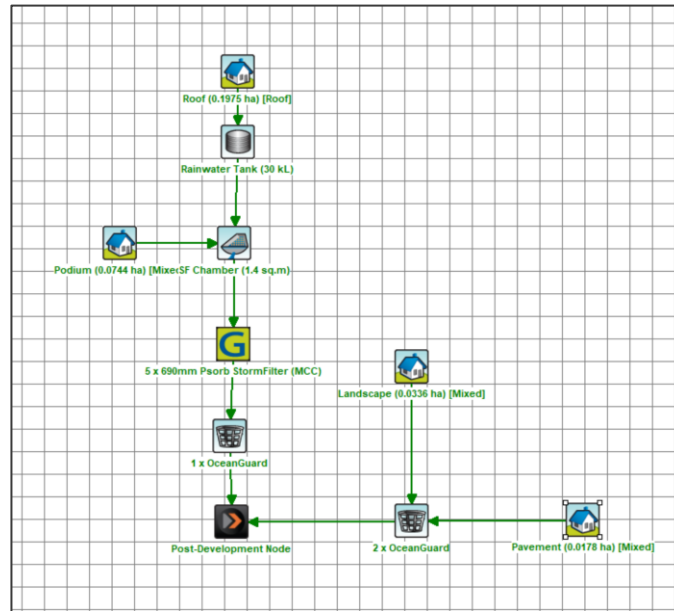 Roof (0.1975 ha) [Roof]
Rainwater Tank (30 kL)
Podium (0.0744 ha) [Mixed
SF Chamber (1.4 sq.m)
G
5 x 690mm Psorb StormFilter (MCC)
Landscape (0.0336 ha) [Mixed]
1 x OceanGuard
Post-Development Node
2 x OceanGuard
Pavement (0.0178 ha) [Mixed]